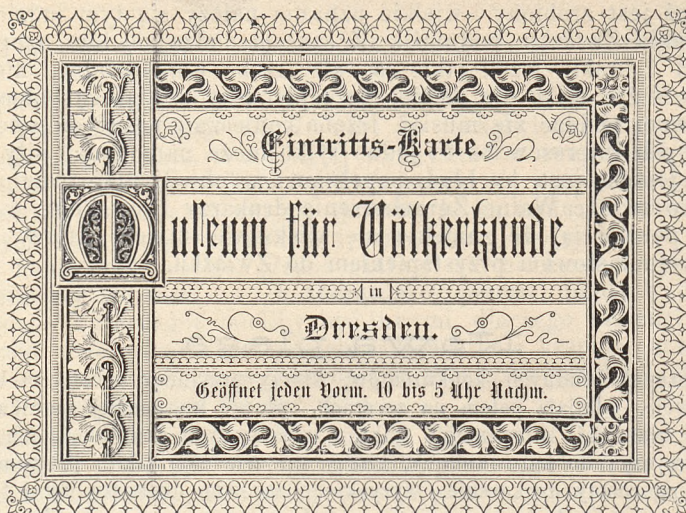 Eintritts-Karte.
Museum für Völkerkunde
in
Dresden.
Geöffnet jeden Vorm. 10 bis 5 Uhr Nachm.